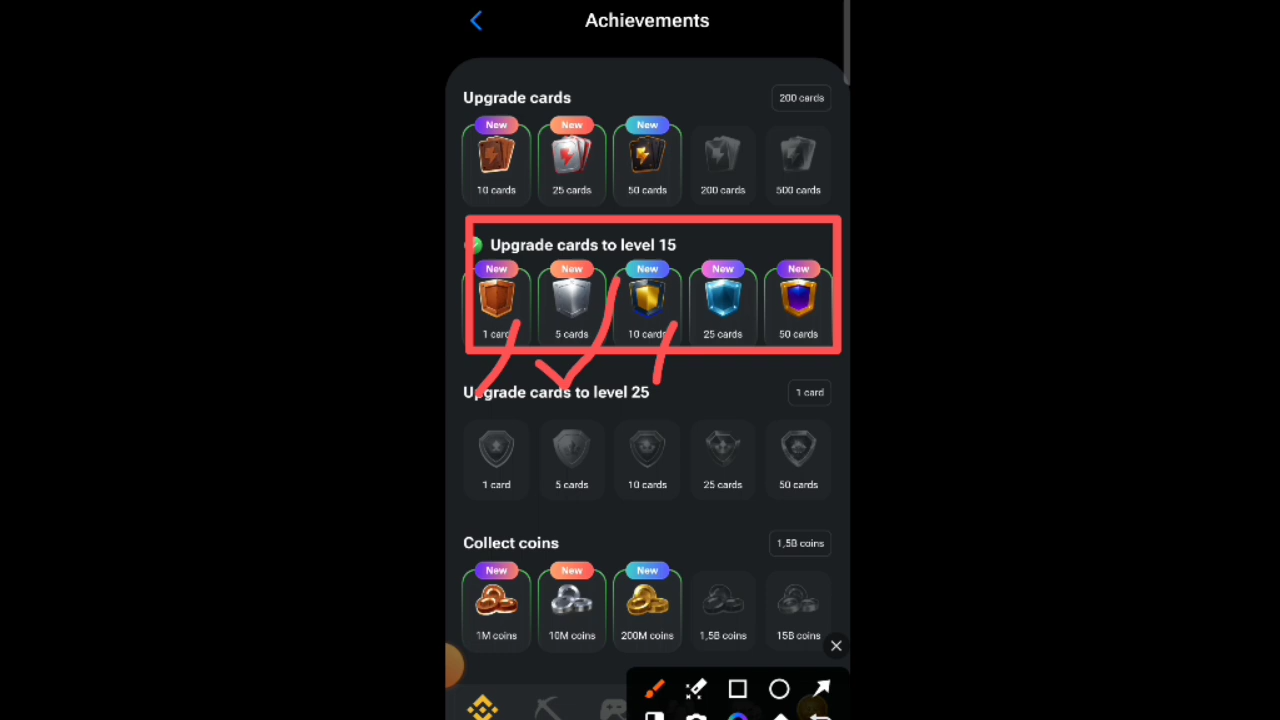 Achievements
Upgrade cards
200 cards
New New New
10 cards 25 cards 50 cards 200 cards 500 cards
Upgrade cards to level 15
New New New New New
1 card 5 cards 10 cards 25 cards 50 cards
Upgrade cards to level 25
1 card
1 card 5 cards 10 cards 25 cards 50 cards
Collect coins
1,5B coins
New New New
1M coins 10M coins 200M coins 1,5B coins 15B coins